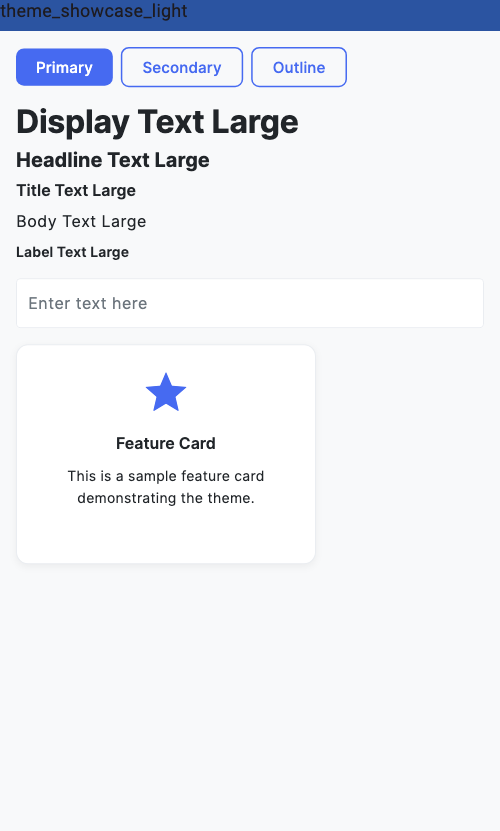 theme_showcase_light
Primary Secondary Outline
Display Text Large
Headline Text Large
Title Text Large
Body Text Large
Label Text Large
Enter text here
Feature Card
This is a sample feature card
demonstrating the theme.